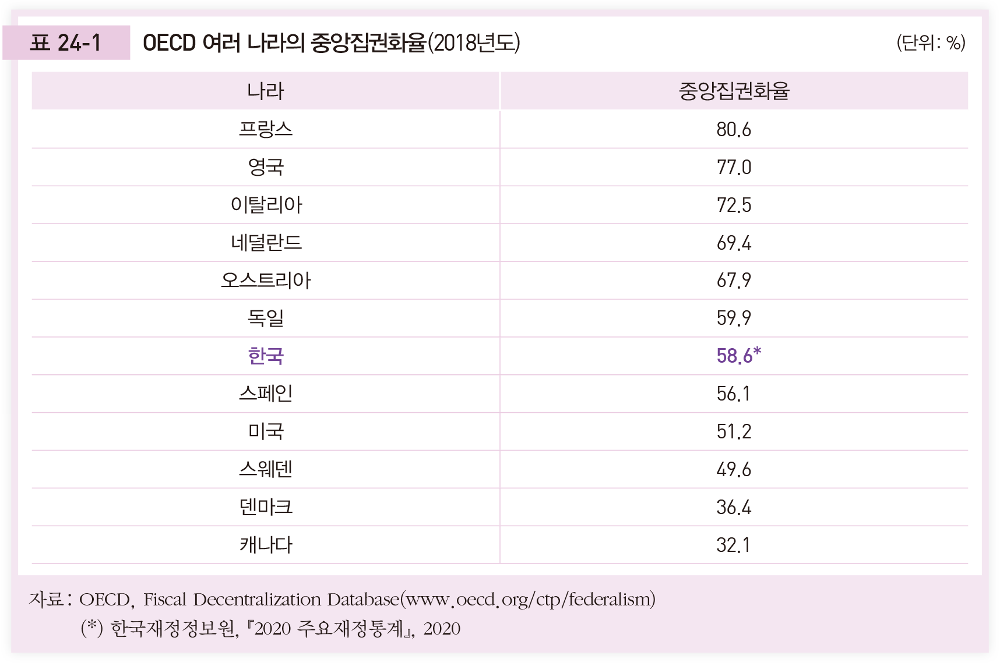 표 24-1 OECD 여러 나라의 중앙집권화율(2018년도) (단위: %)
나라 중앙집권화율
프랑스 80.6
영국 77.0
이탈리아 72.5
네덜란드 69.4
오스트리아 67.9
독일 59.9
한국 58.6*
스페인 56.1
미국 51.2
스웨덴 49.6
덴마크 36.4
캐나다 32.1
자료: OECD, Fiscal Decentralization Database(www.oecd.org/ctp/federalism)
(*) 한국재정정보원, 『2020 주요재정통계』, 2020